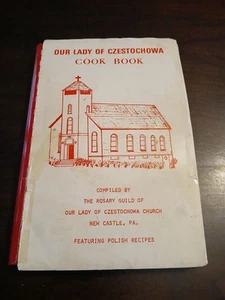 OUR LADY OF CZESTOCHOWA
COOK BOOK
COMPILED BY
THE ROSARY GUILD OF
OUR LADY OF CZESTOCHOWA CHURCH
NEW CASTLE, PA.
FEATURING POLISH RECIPES